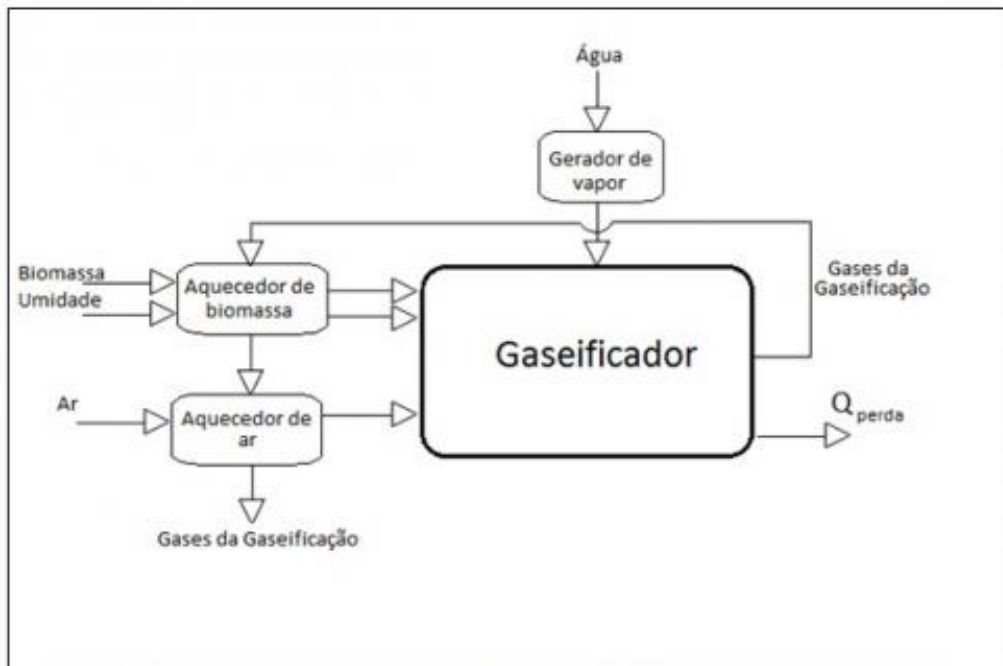 Água
Gerador de
vapor
Biomassa
Umidade
Aquecedor de
biomassa
Gases da
Gaseificação
Gaseificador
Ar
Aquecedor de
ar
Q perda
Gases da Gaseificação